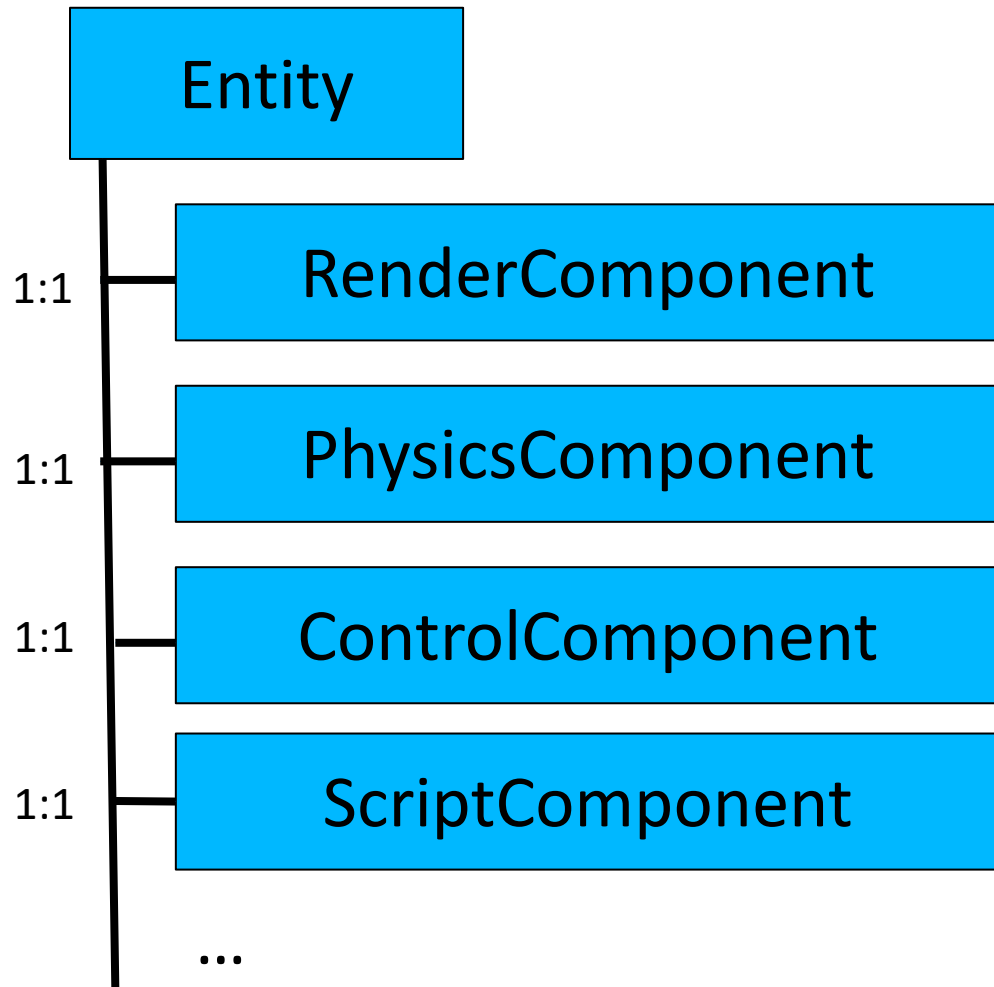 Entity
1:1 RenderComponent
1:1 PhysicsComponent
1:1 ControlComponent
1:1 ScriptComponent
...